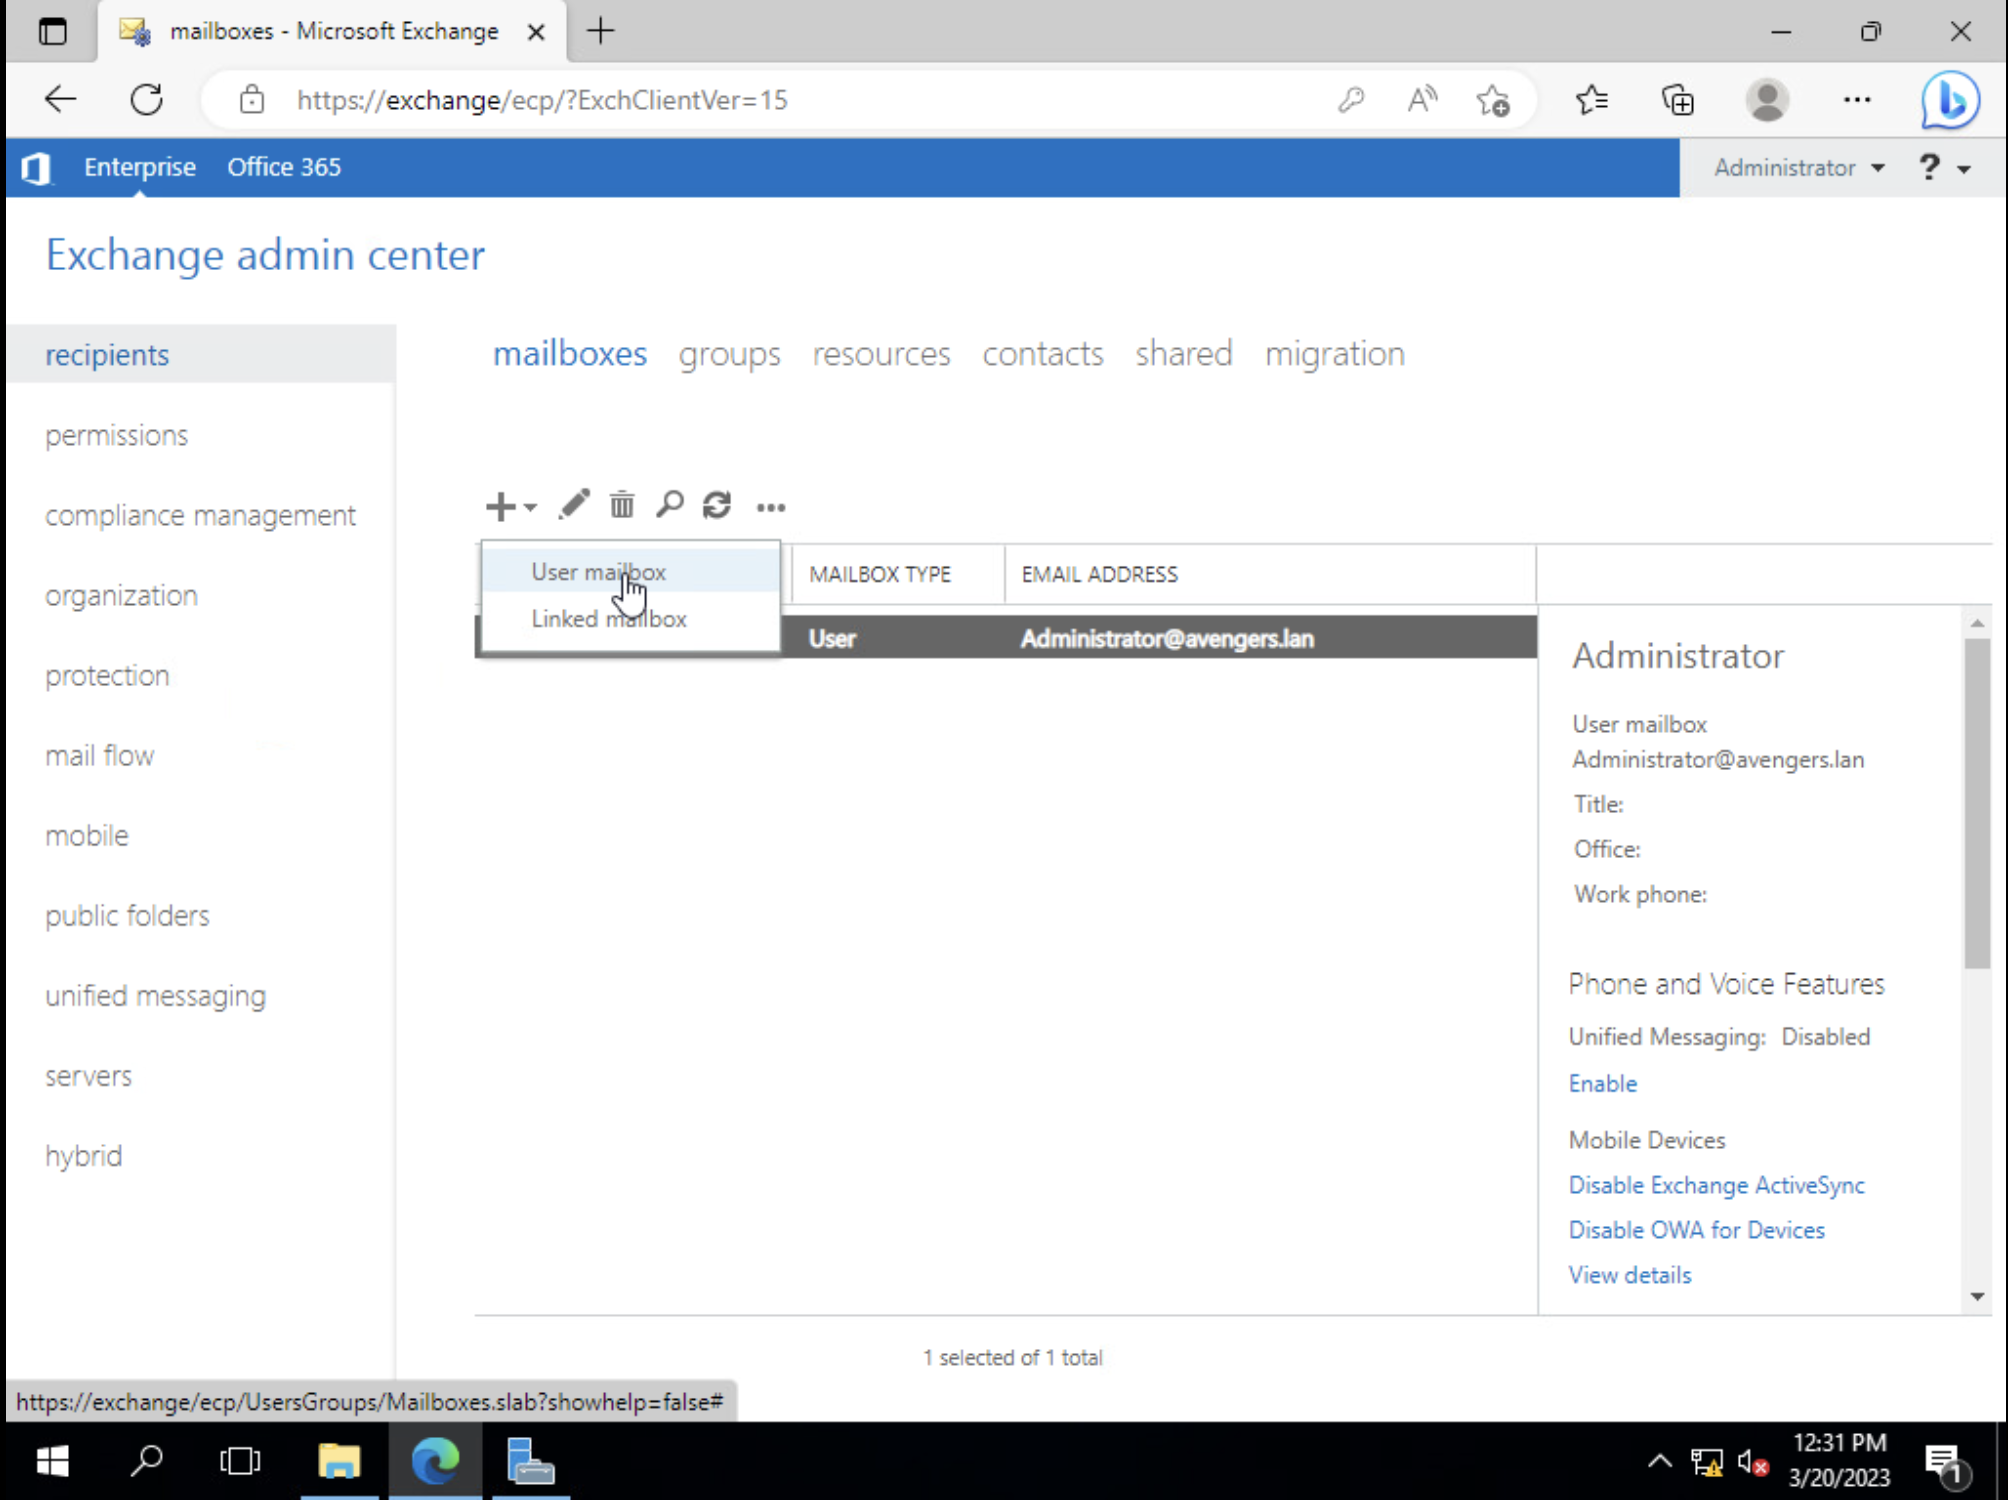 mailboxes - Microsoft Exchange
https://exchange/ecp/?ExchClientVer=15
Enterprise Office 365
Administrator ?
Exchange admin center
recipients
permissions
compliance management
organization
protection
mail flow
mobile
public folders
unified messaging
servers
hybrid
mailboxes groups resources contacts shared migration
User mailbox
Linked mailbox
MAILBOX TYPE EMAIL ADDRESS
User Administrator@avengers.lan
Administrator
User mailbox
Administrator@avengers.lan
Title:
Office:
Work phone:
Phone and Voice Features
Unified Messaging: Disabled
Enable
Mobile Devices
Disable Exchange ActiveSync
Disable OWA for Devices
View details
1 selected of 1 total
https://exchange/ecp/UsersGroups/Mailboxes.slab?showhelp=false#
12:31 PM
3/20/2023
1